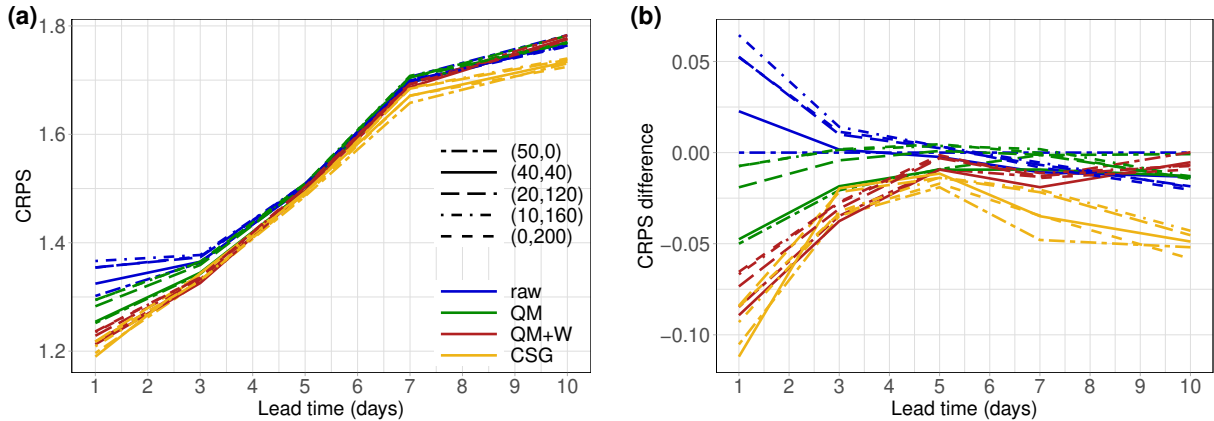 (a)
1.8
1.6
1.4
1.2
CRPS
(50,0)
(40,40)
(20,120)
(10,160)
(0,200)
raw
QM
QM+W
CSG
1 2 3 4 5 6 7 8 9 10
Lead time (days)
(b)
0.05
0.00
−0.05
−0.10
CRPS difference
1 2 3 4 5 6 7 8 9 10
Lead time (days)